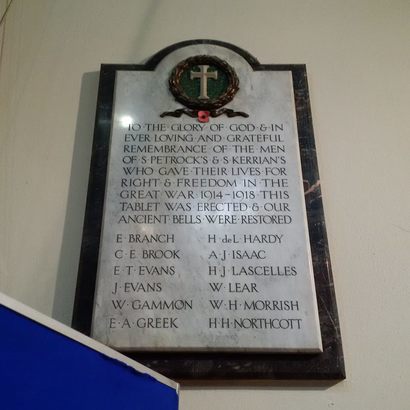 TO · THE · GLORY · OF · GOD · & · IN
EVER · LOVING · AND · GRATEFUL
REMEMBRANCE · OF · THE · MEN
OF · S · PETROCK'S · & · S · KERRIAN'S
WHO · GAVE · THEIR · LIVES · FOR
RIGHT · & · FREEDOM · IN · THE
GREAT · WAR · 1914–1918 · THIS
TABLET · WAS · ERECTED · & · OUR
ANCIENT · BELLS · WERE · RESTORED
E · BRANCH
C · E · BROOK
E · T · EVANS
J · EVANS
W · GAMMON
E · A · GREEK
H · deL · HARDY
A · J · ISAAC
H · J · LASCELLES
W · LEAR
W · H · MORRISH
H · H · NORTHCOTT